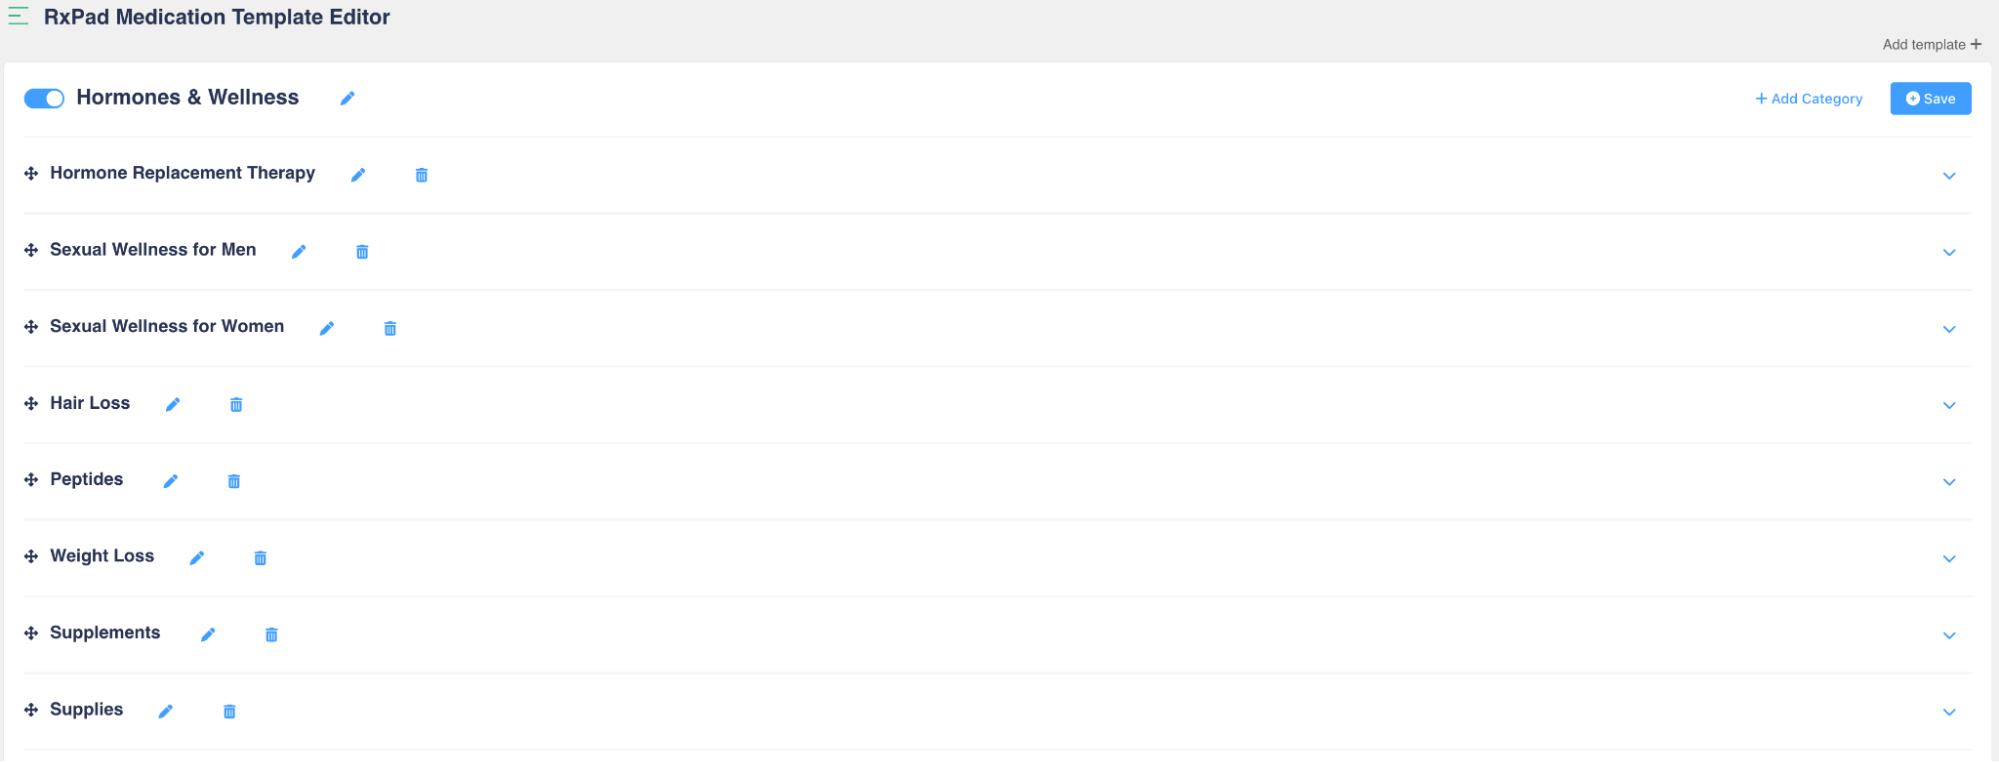 RxPad Medication Template Editor
Add template +
Hormones & Wellness
+ Add Category
Save
Hormone Replacement Therapy
Sexual Wellness for Men
Sexual Wellness for Women
Hair Loss
Peptides
Weight Loss
Supplements
Supplies